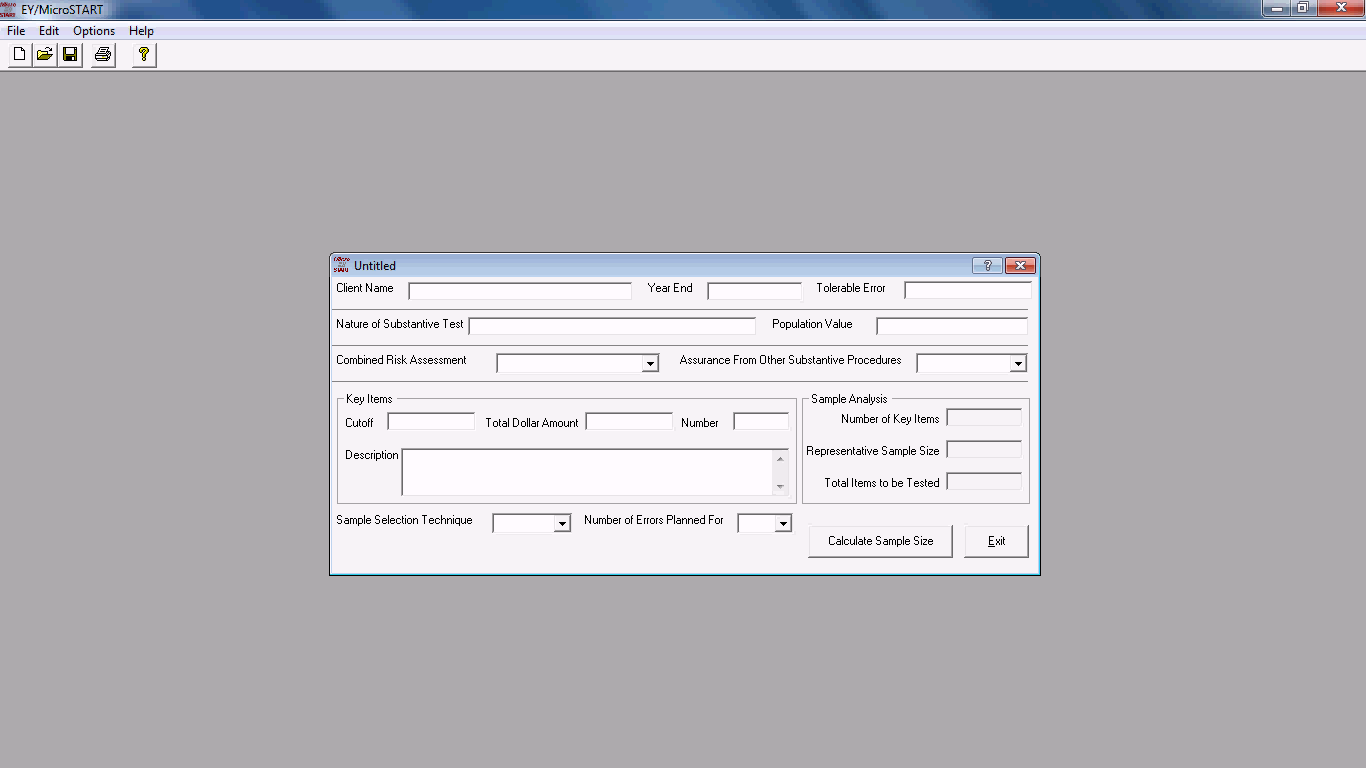 EY/MicroSTART
File Edit Options Help
Untitled
Client Name Year End Tolerable Error
Nature of Substantive Test Population Value
Combined Risk Assessment Assurance From Other Substantive Procedures
Key Items
Cutoff Total Dollar Amount Number
Description
Sample Analysis
Number of Key Items
Representative Sample Size
Total Items to be Tested
Sample Selection Technique Number of Errors Planned For
Calculate Sample Size Exit